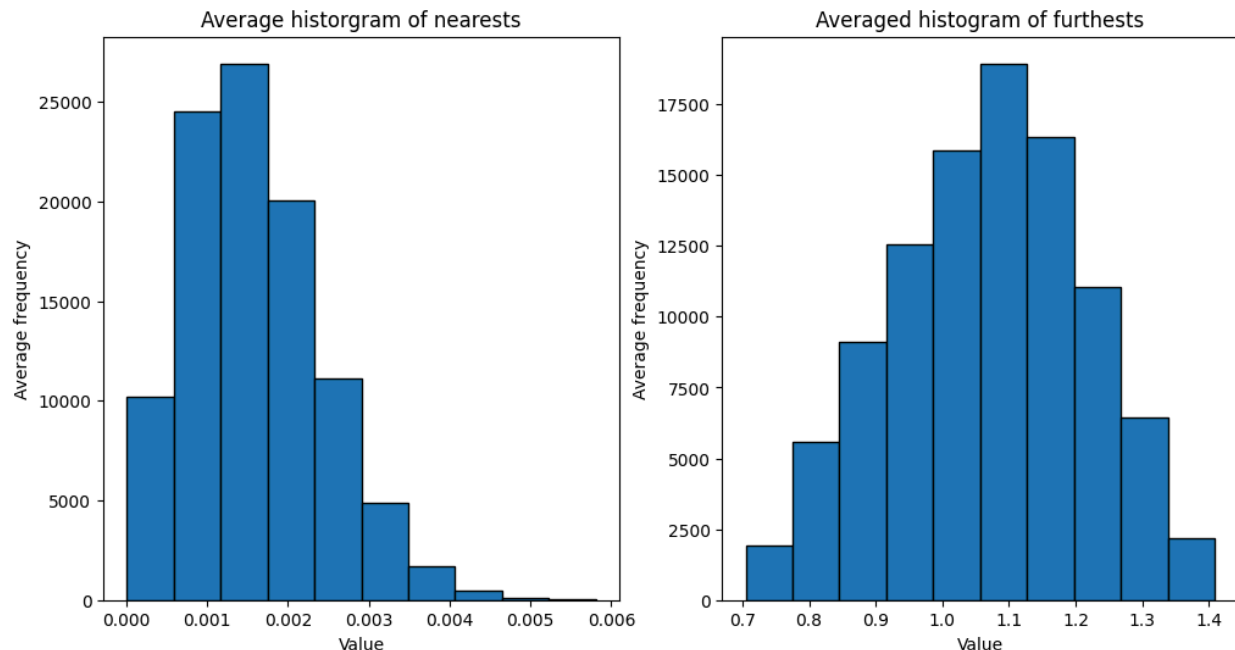 Average historgram of nearests
Average frequency
25000
20000
15000
10000
5000
0
0.000 0.001 0.002 0.003 0.004 0.005 0.006
Value
Averaged histogram of furthests
Average frequency
17500
15000
12500
10000
7500
5000
2500
0
0.7 0.8 0.9 1.0 1.1 1.2 1.3 1.4
Value